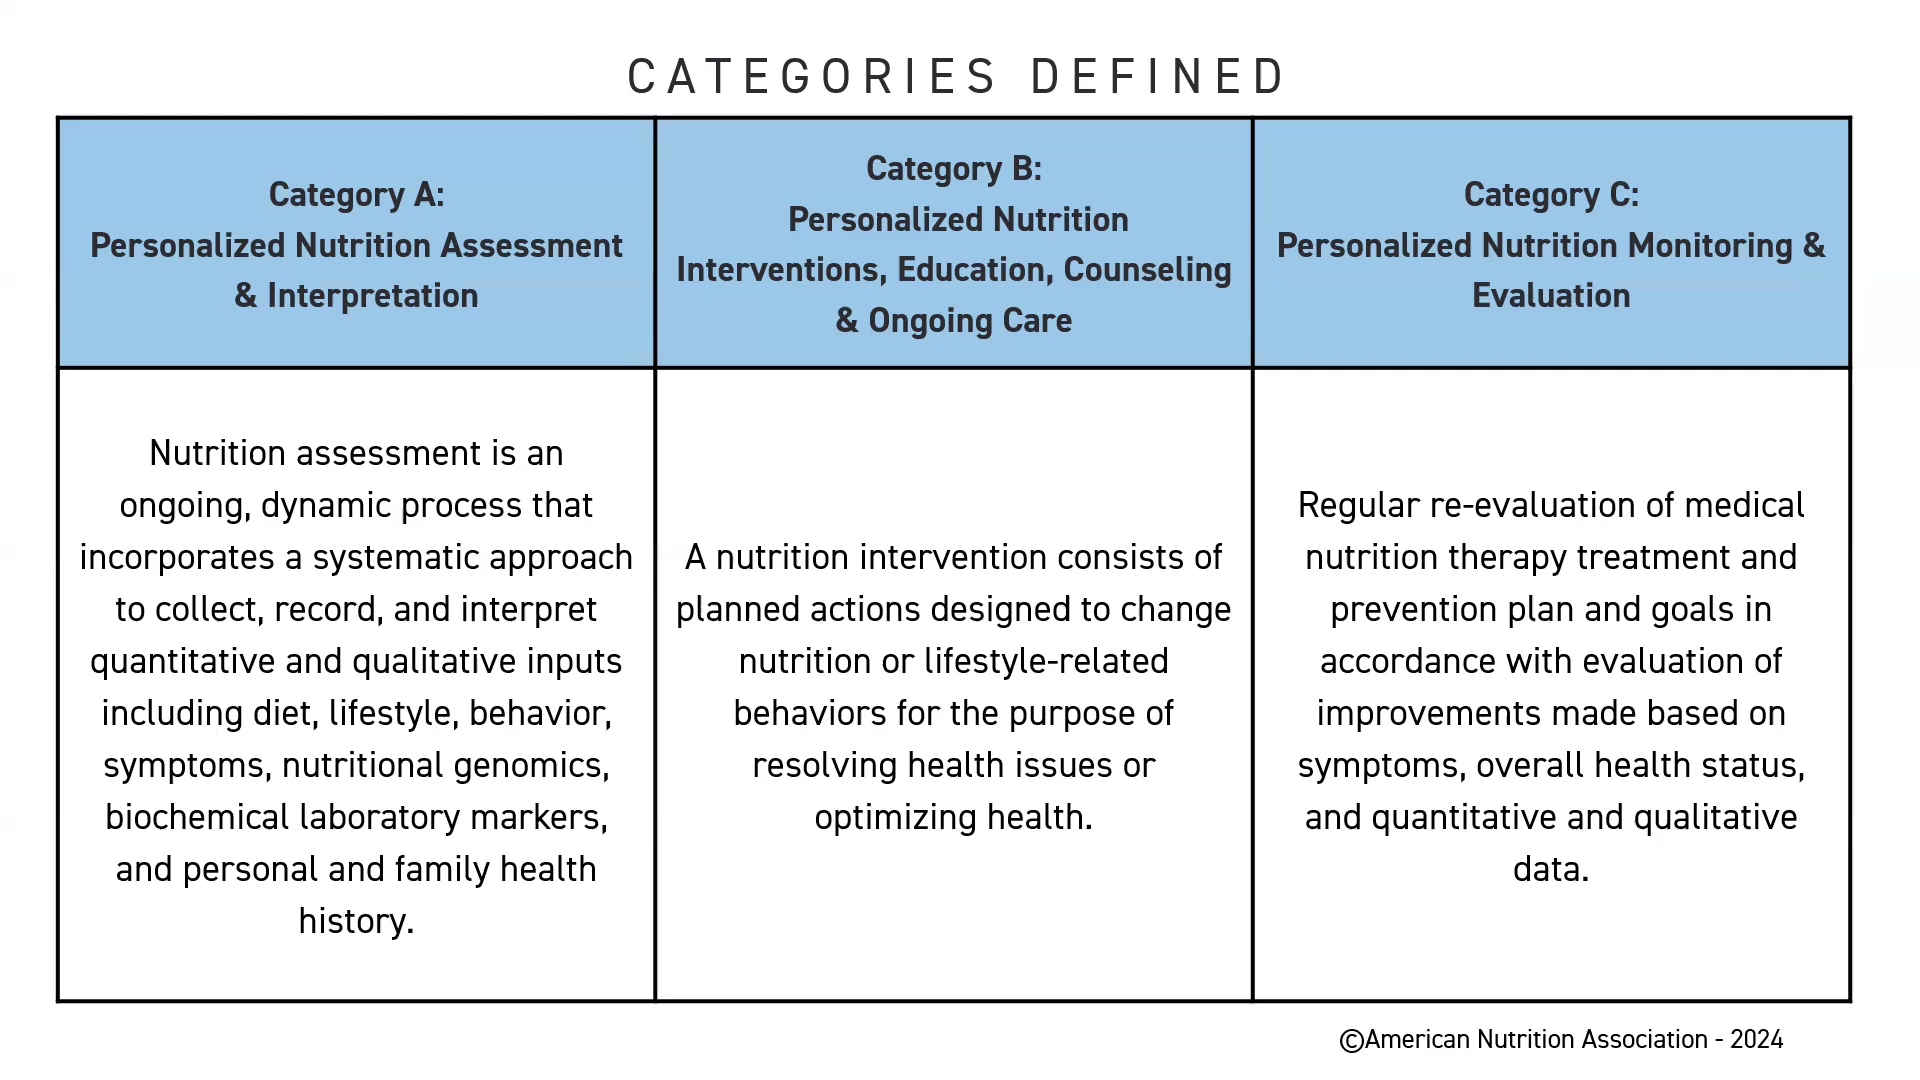 CATEGORIES DEFINED
Category A:
Personalized Nutrition Assessment
& Interpretation
Category B:
Personalized Nutrition
Interventions, Education, Counseling
& Ongoing Care
Category C:
Personalized Nutrition Monitoring &
Evaluation
Nutrition assessment is an
ongoing, dynamic process that
incorporates a systematic approach
to collect, record, and interpret
quantitative and qualitative inputs
including diet, lifestyle, behavior,
symptoms, nutritional genomics,
biochemical laboratory markers,
and personal and family health
history.
A nutrition intervention consists of
planned actions designed to change
nutrition or lifestyle-related
behaviors for the purpose of
resolving health issues or
optimizing health.
Regular re-evaluation of medical
nutrition therapy treatment and
prevention plan and goals in
accordance with evaluation of
improvements made based on
symptoms, overall health status,
and quantitative and qualitative
data.
©American Nutrition Association - 2024